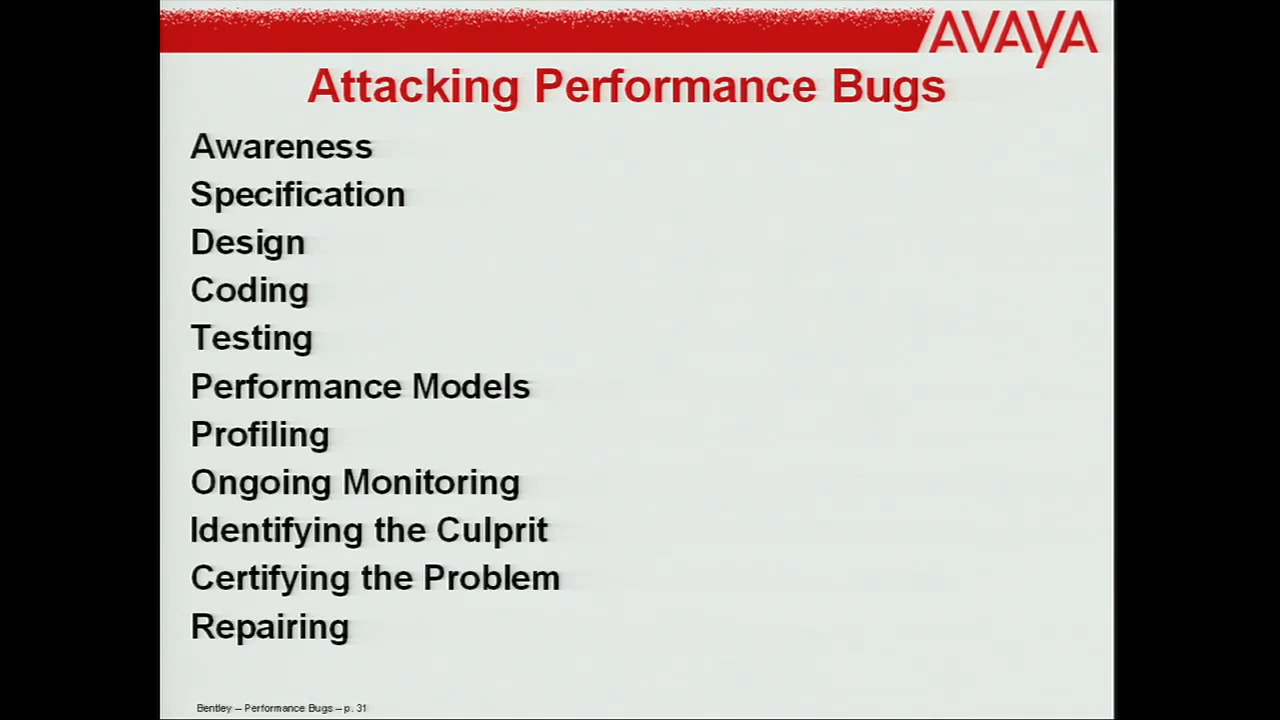 AVAYA
Attacking Performance Bugs
Awareness
Specification
Design
Coding
Testing
Performance Models
Profiling
Ongoing Monitoring
Identifying the Culprit
Certifying the Problem
Repairing
Bentley – Performance Bugs – p. 31